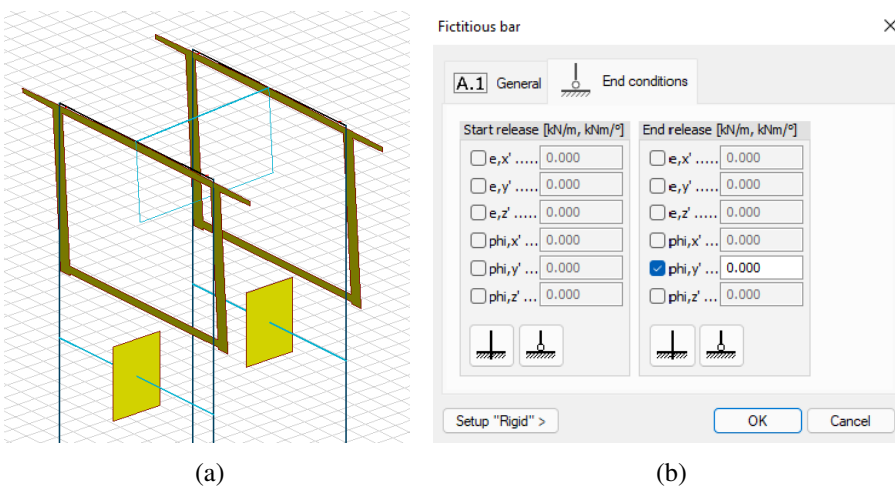 Fictitious bar
A.1 General
End conditions
Start release [kN/m, kNm/°]
e,x' ..... 0.000
e,y' ..... 0.000
e,z' ..... 0.000
phi,x' ... 0.000
phi,y' ... 0.000
phi,z' ... 0.000
End release [kN/m, kNm/°]
e,x' ..... 0.000
e,y' ..... 0.000
e,z' ..... 0.000
phi,x' ... 0.000
phi,y' ... 0.000
phi,z' ... 0.000
Setup "Rigid" >
OK
Cancel
(a)
(b)